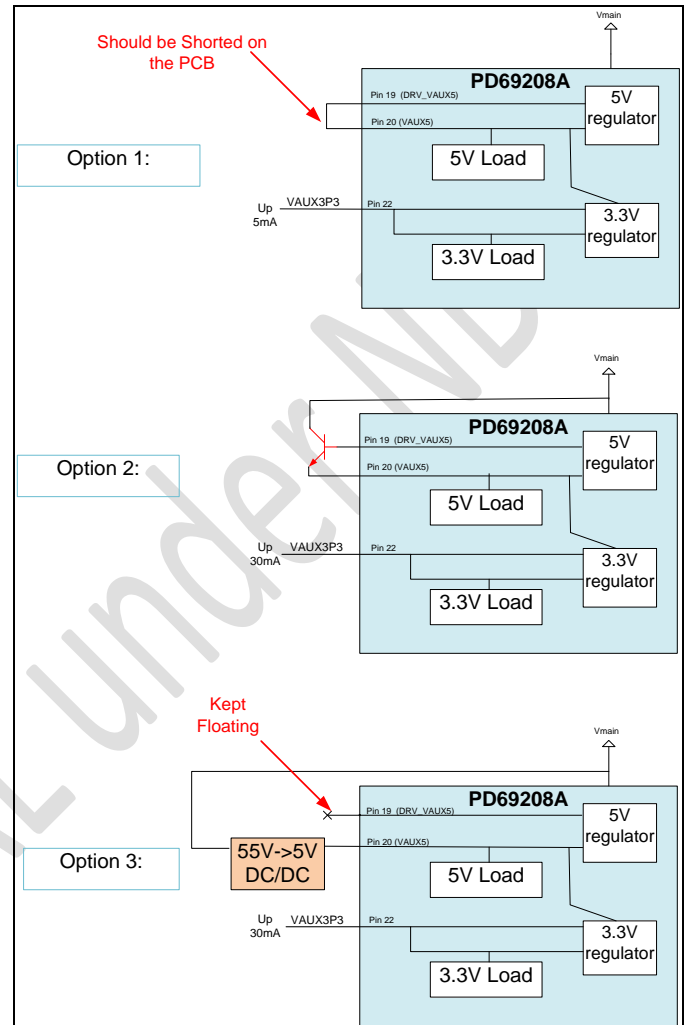 Vmain
Should be Shorted on
the PCB
PD69208A
Pin 19 (DRV_VAUX5)
5V
regulator
Pin 20 (VAUX5)
Option 1:
5V Load
Up
5mA
VAUX3P3
Pin 22
3.3V
regulator
3.3V Load
Vmain
PD69208A
Pin 19 (DRV_VAUX5)
5V
regulator
Option 2:
Pin 20 (VAUX5)
5V Load
Up
30mA
VAUX3P3
Pin 22
3.3V
regulator
3.3V Load
Kept
Floating
Vmain
PD69208A
Pin 19 (DRV_VAUX5)
5V
regulator
Pin 20 (VAUX5)
Option 3:
55V->5V
DC/DC
5V Load
Up
30mA
VAUX3P3
Pin 22
3.3V
regulator
3.3V Load
under